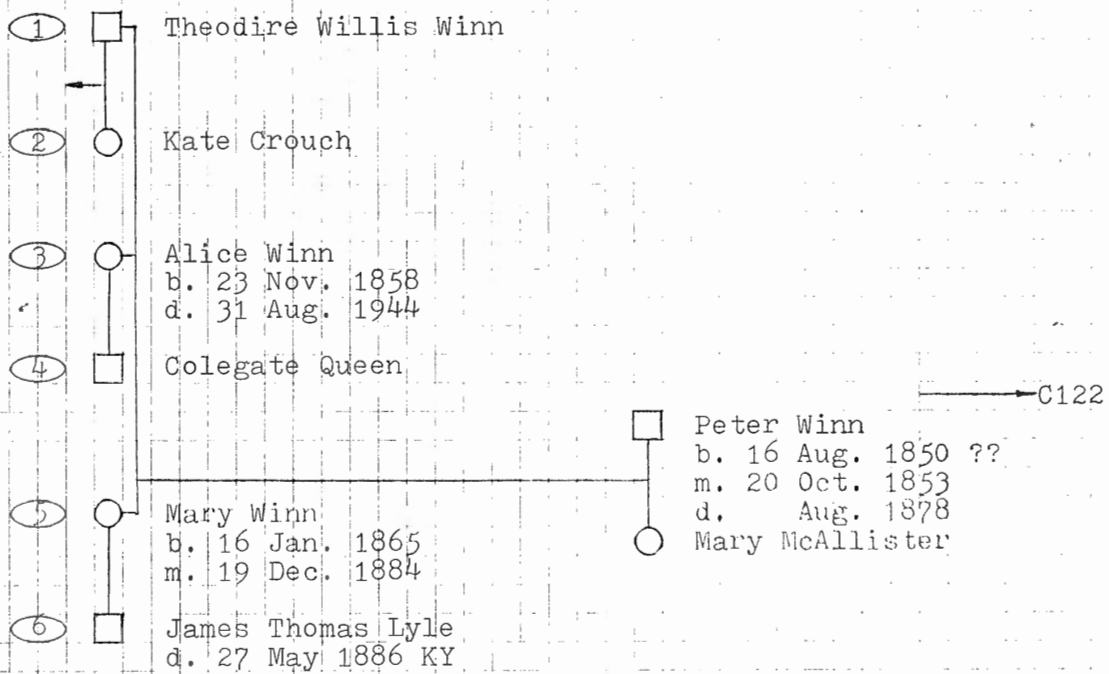 1 Theodire Willis Winn
2 Kate Crouch
3 Alice Winn
b. 23 Nov. 1858
d. 31 Aug. 1944
4 Colegate Queen
C122
Peter Winn
b. 16 Aug. 1850 ??
m. 20 Oct. 1853
d. Aug. 1878
Mary McAllister
5 Mary Winn
b. 16 Jan. 1865
m. 19 Dec. 1884
6 James Thomas Lyle
d. 27 May 1886 KY